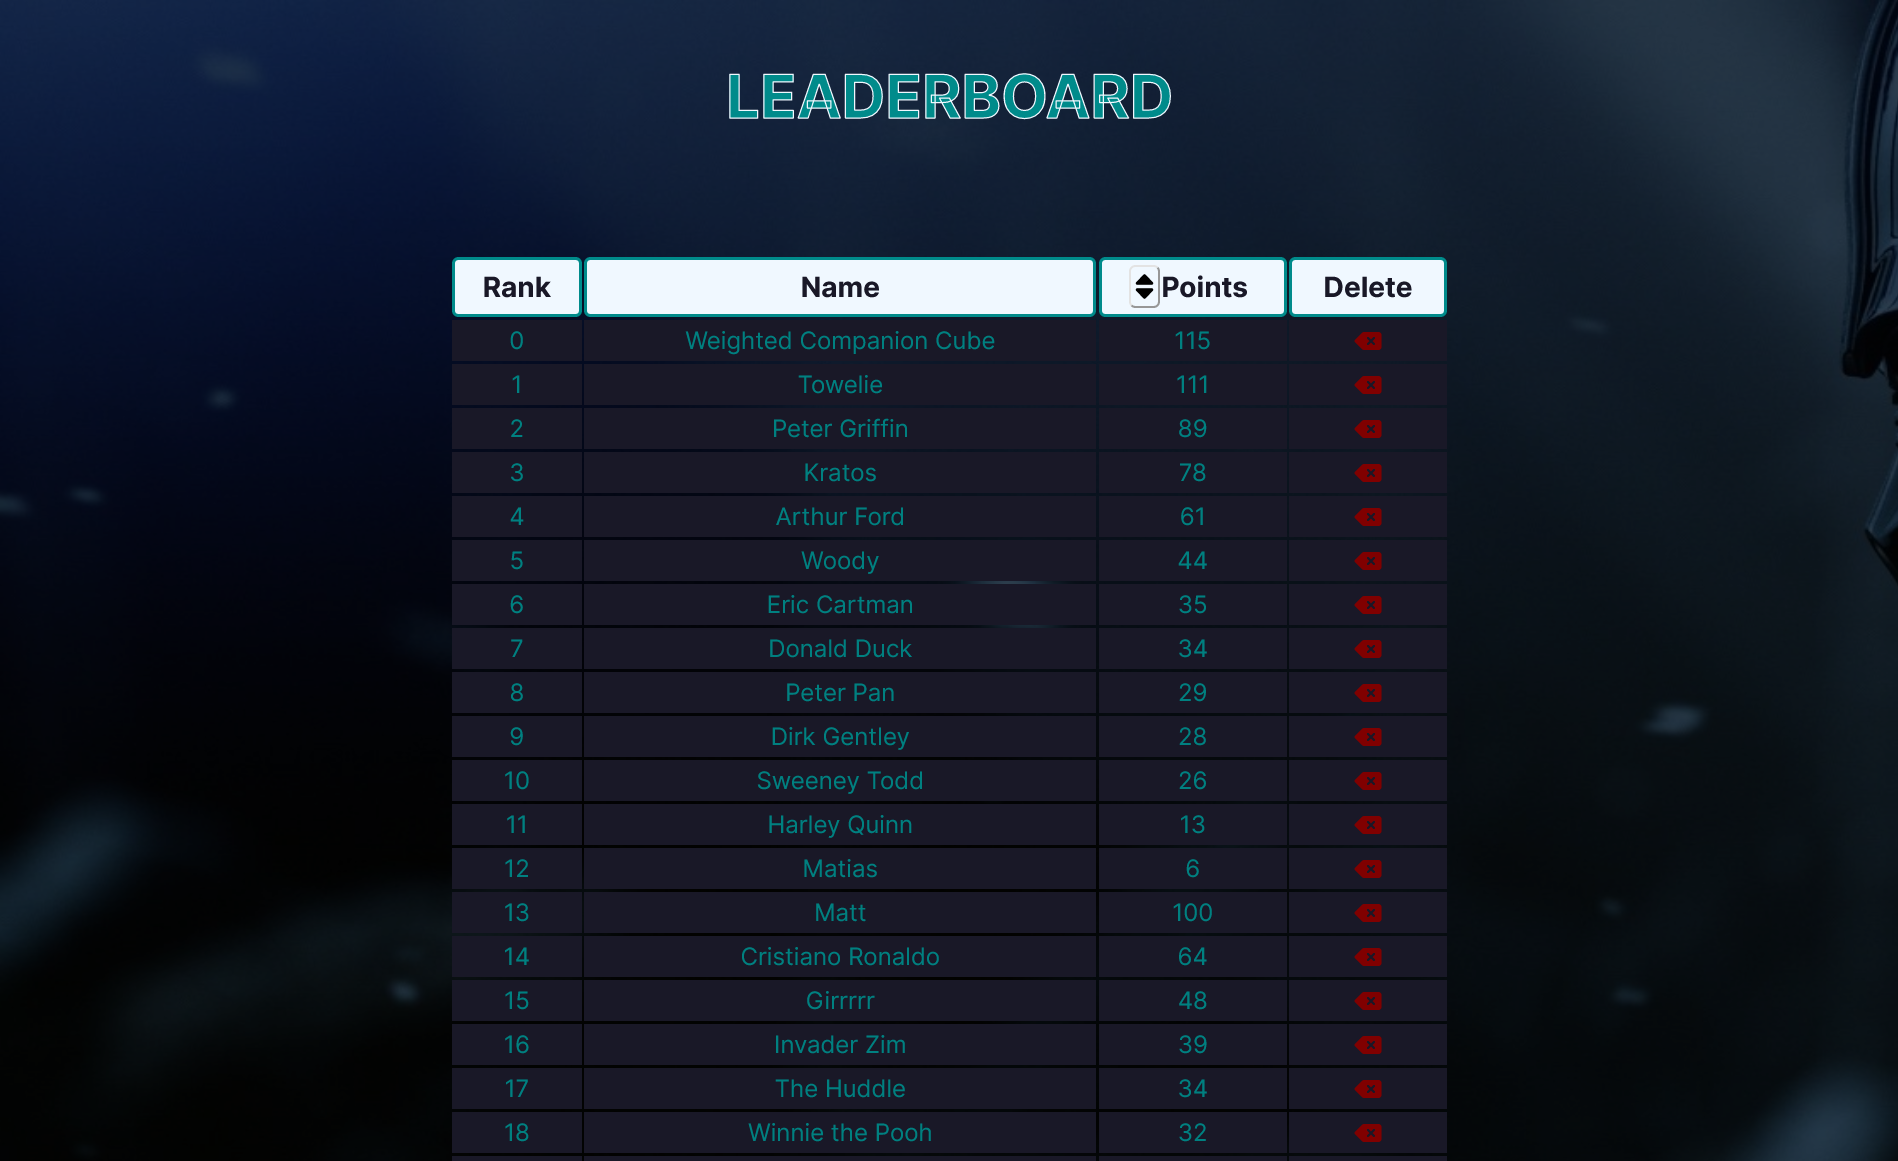 LEADERBOARD
Rank Name Points Delete
0 Weighted Companion Cube 115
1 Towelie 111
2 Peter Griffin 89
3 Kratos 78
4 Arthur Ford 61
5 Woody 44
6 Eric Cartman 35
7 Donald Duck 34
8 Peter Pan 29
9 Dirk Gentley 28
10 Sweeney Todd 26
11 Harley Quinn 13
12 Matias 6
13 Matt 100
14 Cristiano Ronaldo 64
15 Girrrrr 48
16 Invader Zim 39
17 The Huddle 34
18 Winnie the Pooh 32